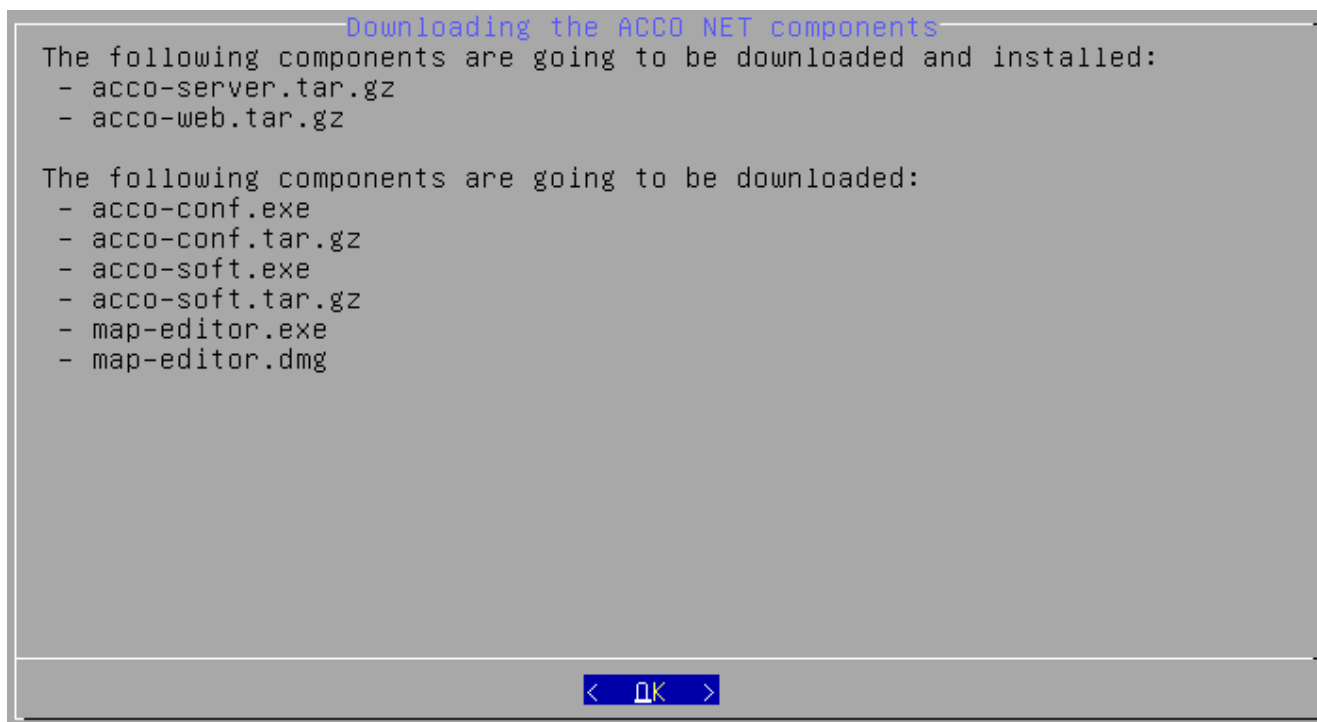 Downloading the ACCO NET components
The following components are going to be downloaded and installed:
- acco-server.tar.gz
- acco-web.tar.gz
The following components are going to be downloaded:
- acco-conf.exe
- acco-conf.tar.gz
- acco-soft.exe
- acco-soft.tar.gz
- map-editor.exe
- map-editor.dmg
< OK >